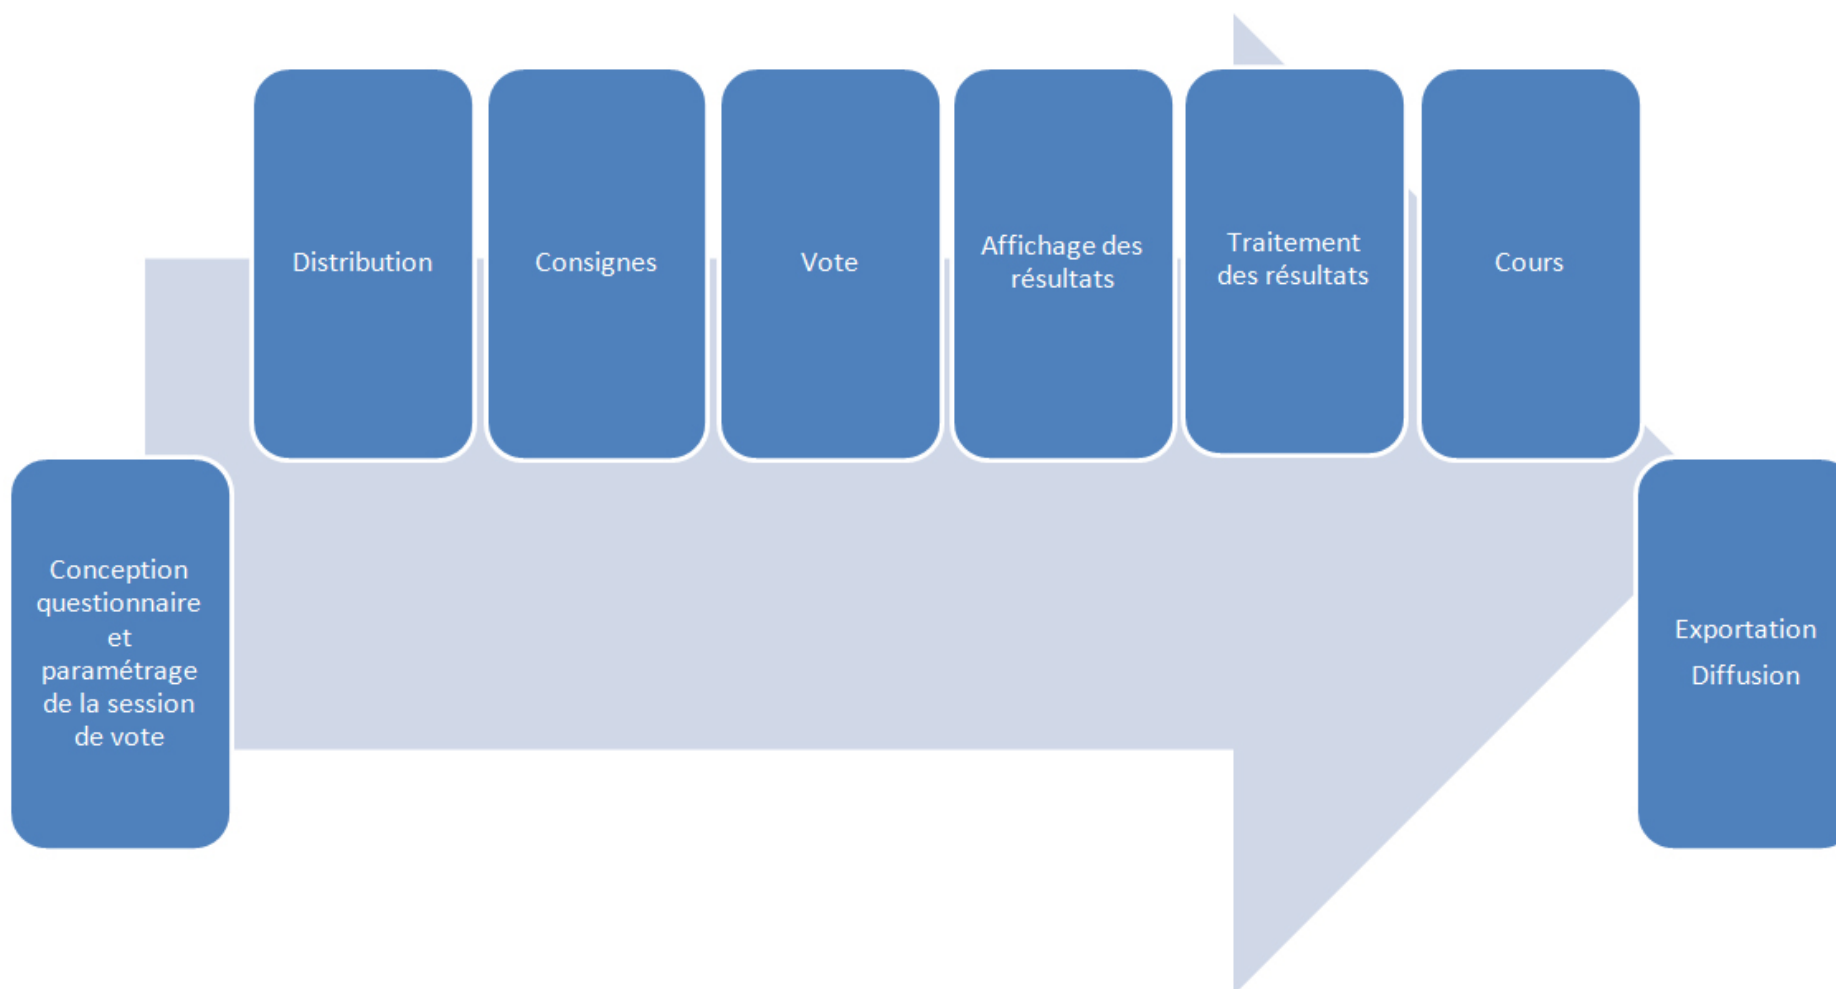 Conception
questionnaire
et
paramétrage
de la session
de vote
Distribution
Consignes
Vote
Affichage des
résultats
Traitement
des résultats
Cours
Exportation
Diffusion